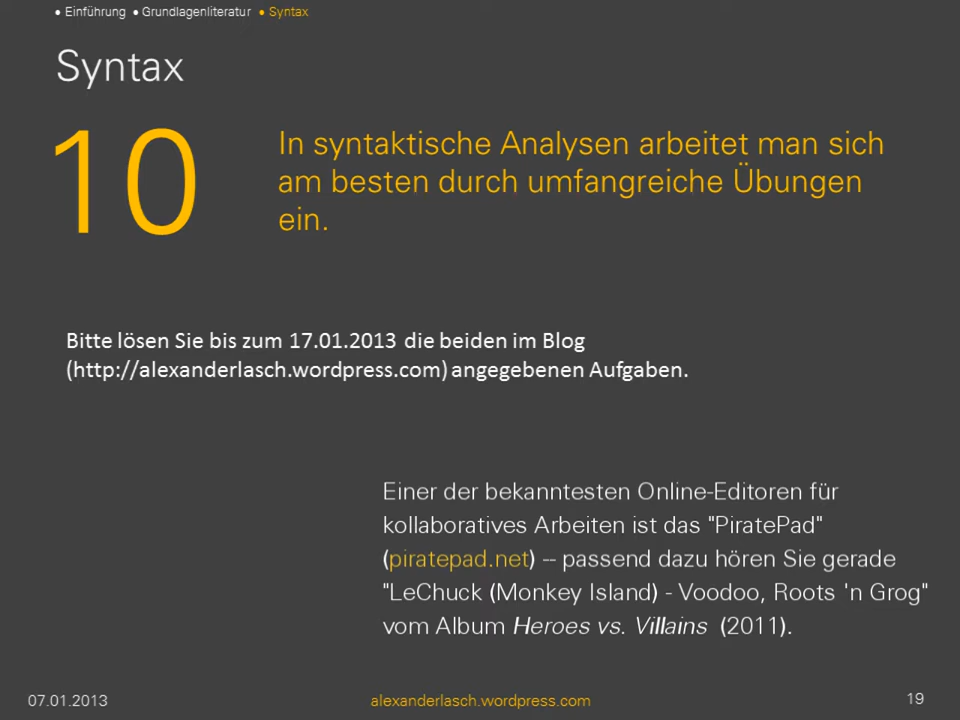 • Einführung • Grundlagenliteratur • Syntax
Syntax
10
In syntaktische Analysen arbeitet man sich
am besten durch umfangreiche Übungen
ein.
Bitte lösen Sie bis zum 17.01.2013 die beiden im Blog
(http://alexanderlasch.wordpress.com) angegebenen Aufgaben.
Einer der bekanntesten Online-Editoren für
kollaboratives Arbeiten ist das "PiratePad"
(piratepad.net) -- passend dazu hören Sie gerade
"LeChuck (Monkey Island) - Voodoo, Roots 'n Grog"
vom Album Heroes vs. Villains (2011).
07.01.2013
alexanderlasch.wordpress.com
19